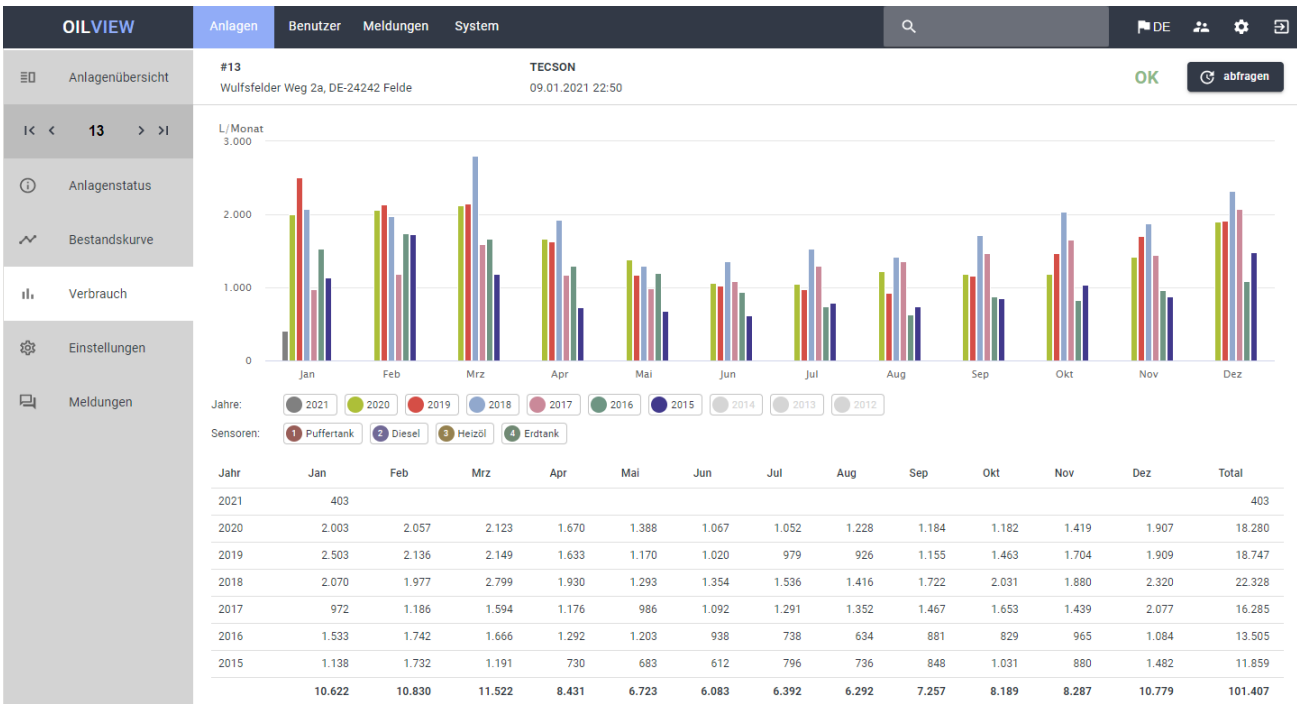 OILVIEW Anlagen Benutzer Meldungen System DE
Anlagenübersicht
#13 TECSON
Wulfsfelder Weg 2a, DE-24242 Felde 09.01.2021 22:50 OK abfragen
13
Anlagenstatus
Bestandskurve
Verbrauch
Einstellungen
Meldungen
L/Monat
3.000
2.000
1.000
0
Jan Feb Mrz Apr Mai Jun Jul Aug Sep Okt Nov Dez
Jahre: 2021 2020 2019 2018 2017 2016 2015 2014 2013 2012
Sensoren: 1 Puffertank 2 Diesel 3 Heizöl 4 Erdtank
Jahr Jan Feb Mrz Apr Mai Jun Jul Aug Sep Okt Nov Dez Total
2021 403 403
2020 2.003 2.057 2.123 1.670 1.388 1.067 1.052 1.228 1.184 1.182 1.419 1.907 18.280
2019 2.503 2.136 2.149 1.633 1.170 1.020 979 926 1.155 1.463 1.704 1.909 18.747
2018 2.070 1.977 2.799 1.930 1.293 1.354 1.536 1.416 1.722 2.031 1.880 2.320 22.328
2017 972 1.186 1.594 1.176 986 1.092 1.291 1.352 1.467 1.653 1.439 2.077 16.285
2016 1.533 1.742 1.666 1.292 1.203 938 738 634 881 829 965 1.084 13.505
2015 1.138 1.732 1.191 730 683 612 796 736 848 1.031 880 1.482 11.859
10.622 10.830 11.522 8.431 6.723 6.083 6.392 6.292 7.257 8.189 8.287 10.779 101.407